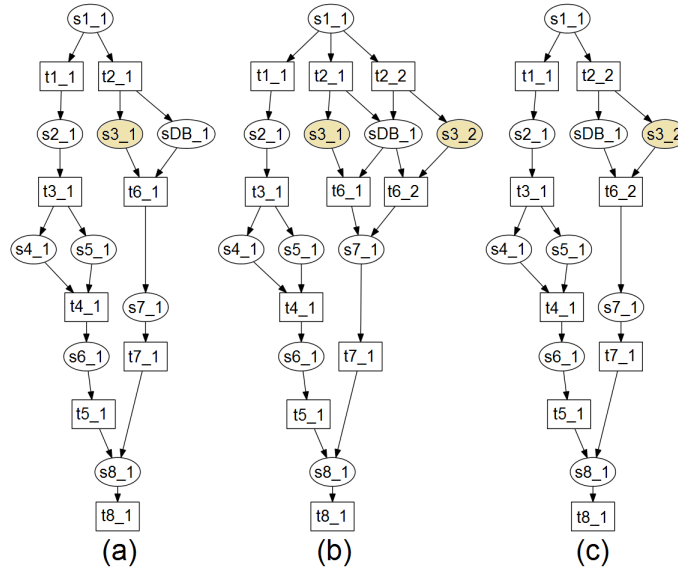 s1_1
t1_1 t2_1
s2_1 s3_1 sDB_1
t3_1 t6_1
s4_1 s5_1
t4_1 s7_1
s6_1 t7_1
t5_1
s8_1
t8_1
(a)
s1_1
t1_1 t2_1 t2_2
s2_1 s3_1 sDB_1 s3_2
t3_1 t6_1 t6_2
s4_1 s5_1 s7_1
t4_1
s6_1 t7_1
t5_1
s8_1
t8_1
(b)
s1_1
t1_1 t2_2
s2_1 sDB_1 s3_2
t3_1 t6_2
s4_1 s5_1
t4_1 s7_1
s6_1 t7_1
t5_1
s8_1
t8_1
(c)